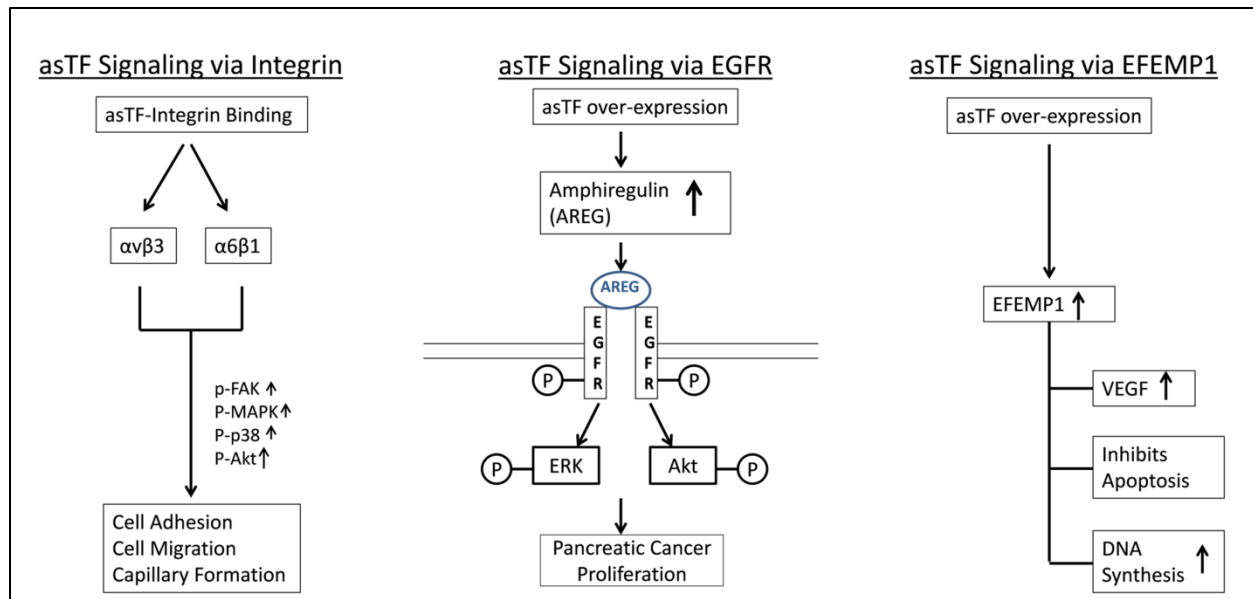 asTF Signaling via Integrin
asTF-Integrin Binding
αvβ3
α6β1
p-FAK
P-MAPK
P-p38
P-Akt
Cell Adhesion
Cell Migration
Capillary Formation
asTF Signaling via EGFR
asTF over-expression
Amphiregulin
(AREG)
AREG
EGFR
EGFR
P
P
P
ERK
Akt
P
Pancreatic Cancer
Proliferation
asTF Signaling via EFEMP1
asTF over-expression
EFEMP1
VEGF
Inhibits
Apoptosis
DNA
Synthesis